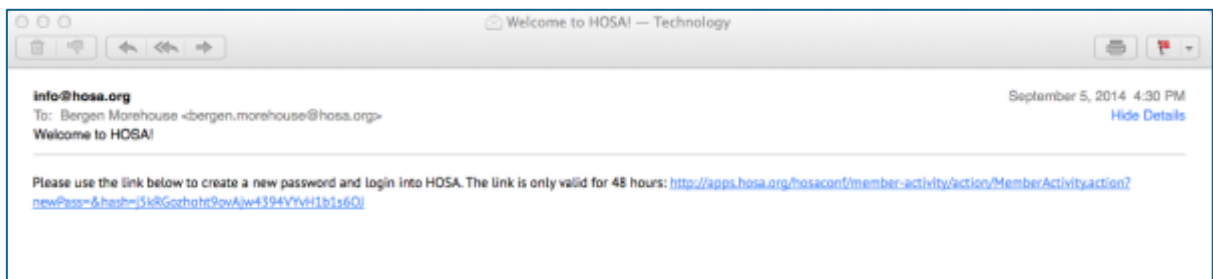 Welcome to HOSA! — Technology
info@hosa.org
September 5, 2014 4:30 PM
To: Bergen Morehouse <bergen.morehouse@hosa.org>
Hide Details
Welcome to HOSA!
Please use the link below to create a new password and login into HOSA. The link is only valid for 48 hours: http://apps.hosa.org/hosaconf/member-activity/action/MemberActivity.action?